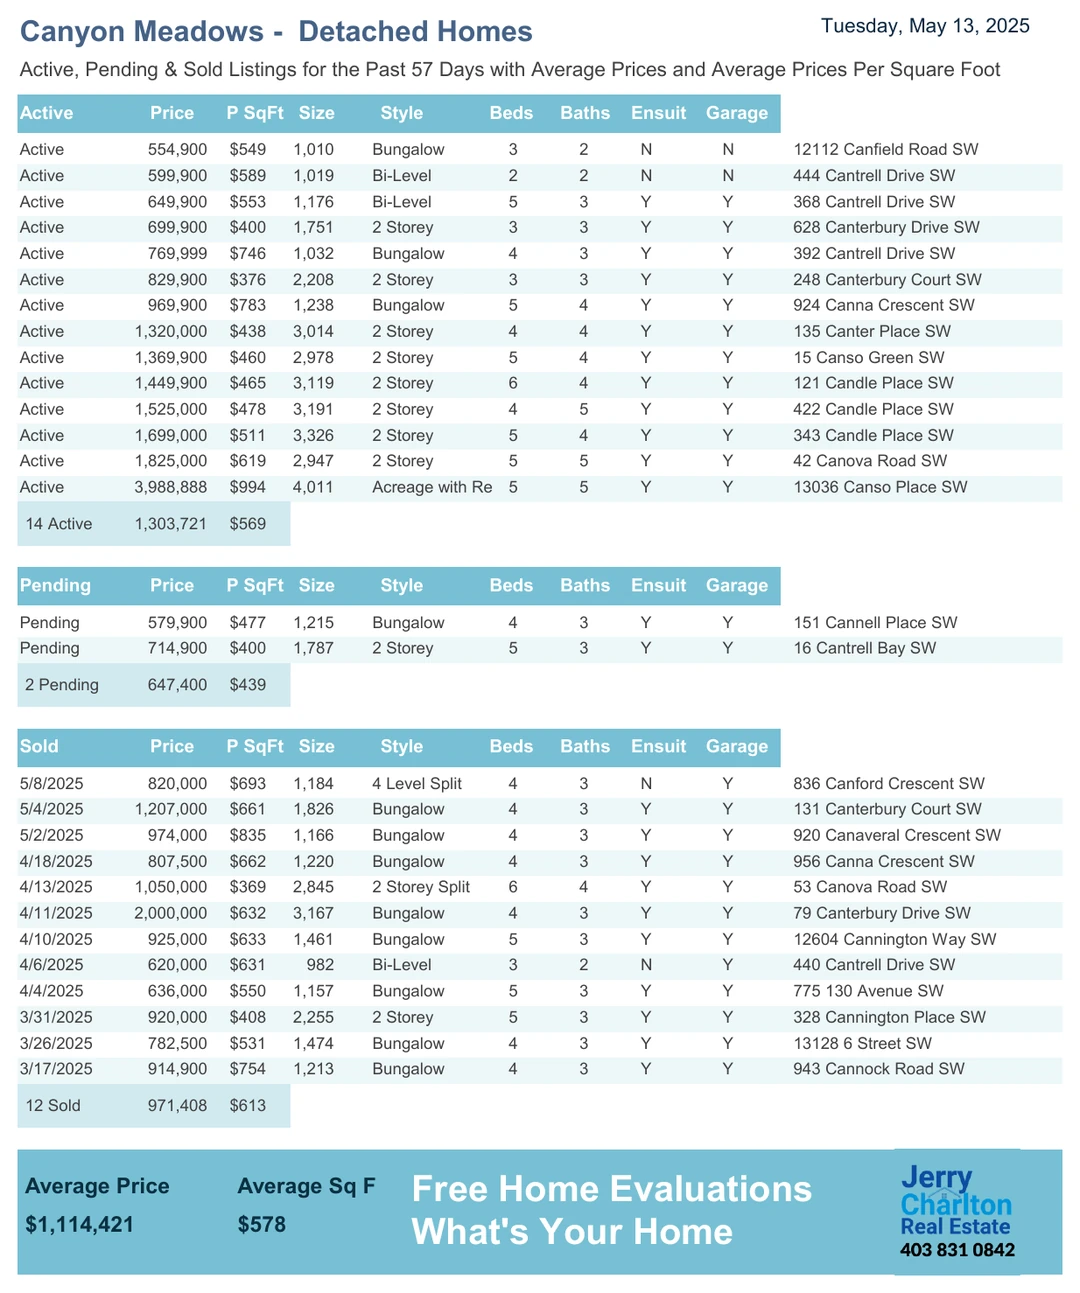 Canyon Meadows - Detached Homes
Tuesday, May 13, 2025
Active, Pending & Sold Listings for the Past 57 Days with Average Prices and Average Prices Per Square Foot
Active Price P SqFt Size Style Beds Baths Ensuit Garage
Active 554,900 $549 1,010 Bungalow 3 2 N N 12112 Canfield Road SW
Active 599,900 $589 1,019 Bi-Level 2 2 N N 444 Cantrell Drive SW
Active 649,900 $553 1,176 Bi-Level 5 3 Y Y 368 Cantrell Drive SW
Active 699,900 $400 1,751 2 Storey 3 3 Y Y 628 Canterbury Drive SW
Active 769,999 $746 1,032 Bungalow 4 3 Y Y 392 Cantrell Drive SW
Active 829,900 $376 2,208 2 Storey 3 3 Y Y 248 Canterbury Court SW
Active 969,900 $783 1,238 Bungalow 5 4 Y Y 924 Canna Crescent SW
Active 1,320,000 $438 3,014 2 Storey 4 4 Y Y 135 Canter Place SW
Active 1,369,900 $460 2,978 2 Storey 5 4 Y Y 15 Canso Green SW
Active 1,449,900 $465 3,119 2 Storey 6 4 Y Y 121 Candle Place SW
Active 1,525,000 $478 3,191 2 Storey 4 5 Y Y 422 Candle Place SW
Active 1,699,000 $511 3,326 2 Storey 5 4 Y Y 343 Candle Place SW
Active 1,825,000 $619 2,947 2 Storey 5 5 Y Y 42 Canova Road SW
Active 3,988,888 $994 4,011 Acreage with Re 5 5 Y Y 13036 Canso Place SW
14 Active 1,303,721 $569
Pending Price P SqFt Size Style Beds Baths Ensuit Garage
Pending 579,900 $477 1,215 Bungalow 4 3 Y Y 151 Cannell Place SW
Pending 714,900 $400 1,787 2 Storey 5 3 Y Y 16 Cantrell Bay SW
2 Pending 647,400 $439
Sold Price P SqFt Size Style Beds Baths Ensuit Garage
5/8/2025 820,000 $693 1,184 4 Level Split 4 3 N Y 836 Canford Crescent SW
5/4/2025 1,207,000 $661 1,826 Bungalow 4 3 Y Y 131 Canterbury Court SW
5/2/2025 974,000 $835 1,166 Bungalow 4 3 Y Y 920 Canaveral Crescent SW
4/18/2025 807,500 $662 1,220 Bungalow 4 3 Y Y 956 Canna Crescent SW
4/13/2025 1,050,000 $369 2,845 2 Storey Split 6 4 Y Y 53 Canova Road SW
4/11/2025 2,000,000 $632 3,167 Bungalow 4 3 Y Y 79 Canterbury Drive SW
4/10/2025 925,000 $633 1,461 Bungalow 5 3 Y Y 12604 Cannington Way SW
4/6/2025 620,000 $631 982 Bi-Level 3 2 N Y 440 Cantrell Drive SW
4/4/2025 636,000 $550 1,157 Bungalow 5 3 Y Y 775 130 Avenue SW
3/31/2025 920,000 $408 2,255 2 Storey 5 3 Y Y 328 Cannington Place SW
3/26/2025 782,500 $531 1,474 Bungalow 4 3 Y Y 13128 6 Street SW
3/17/2025 914,900 $754 1,213 Bungalow 4 3 Y Y 943 Cannock Road SW
12 Sold 971,408 $613
Average Price Average Sq F
$1,114,421 $578
Free Home Evaluations
What's Your Home
Jerry
Charlton
Real Estate
403 831 0842